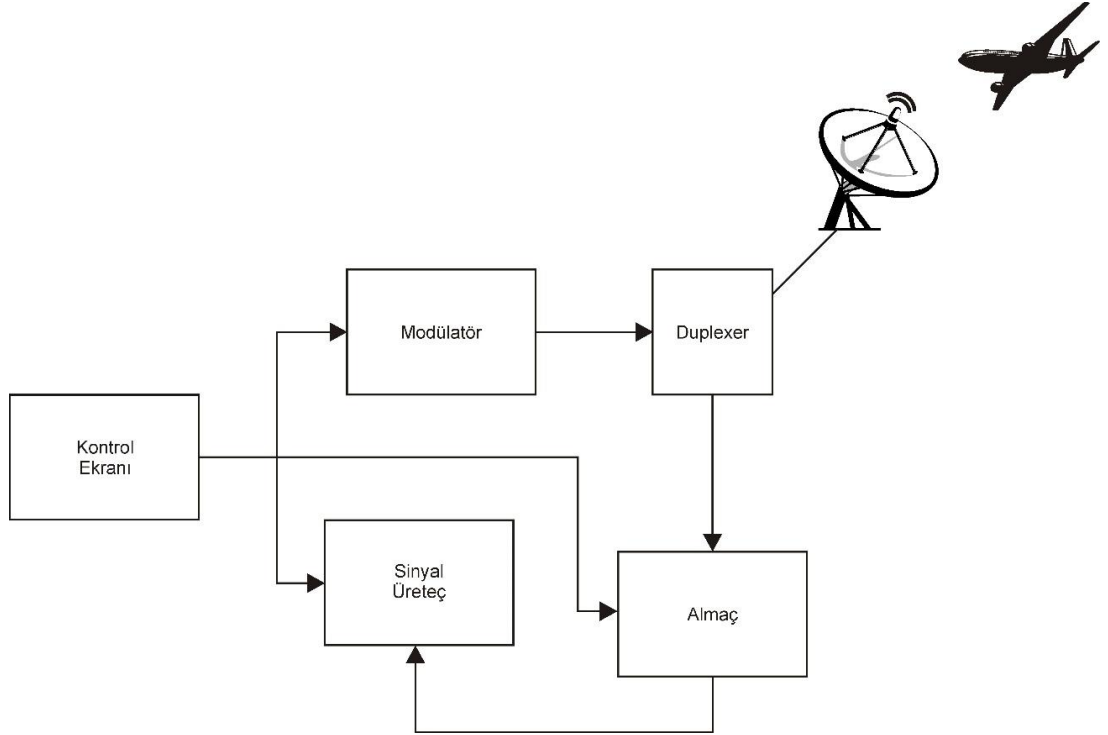 Modülatör
Duplexer
Kontrol
Ekranı
Sinyal
Üreteç
Almaç